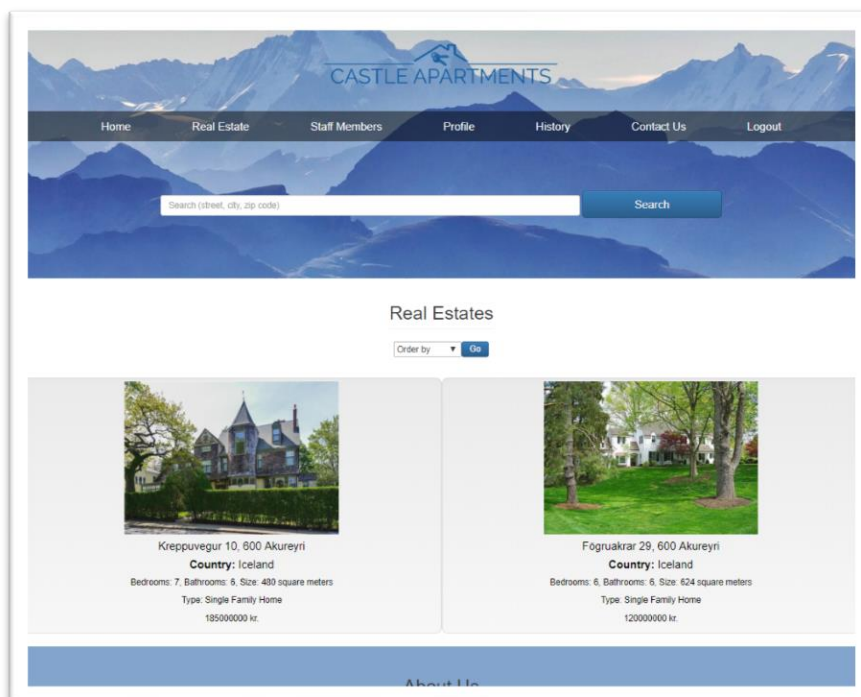 CASTLE APARTMENTS
Home Real Estate Staff Members Profile History Contact Us Logout
Search (street, city, zip code) Search
Real Estates
Order by Go
Kreppuvegur 10, 600 Akureyri
Country: Iceland
Bedrooms: 7, Bathrooms: 6, Size: 480 square meters
Type: Single Family Home
185000000 kr.
Fögruakrar 29, 600 Akureyri
Country: Iceland
Bedrooms: 6, Bathrooms: 6, Size: 624 square meters
Type: Single Family Home
120000000 kr.
About Us